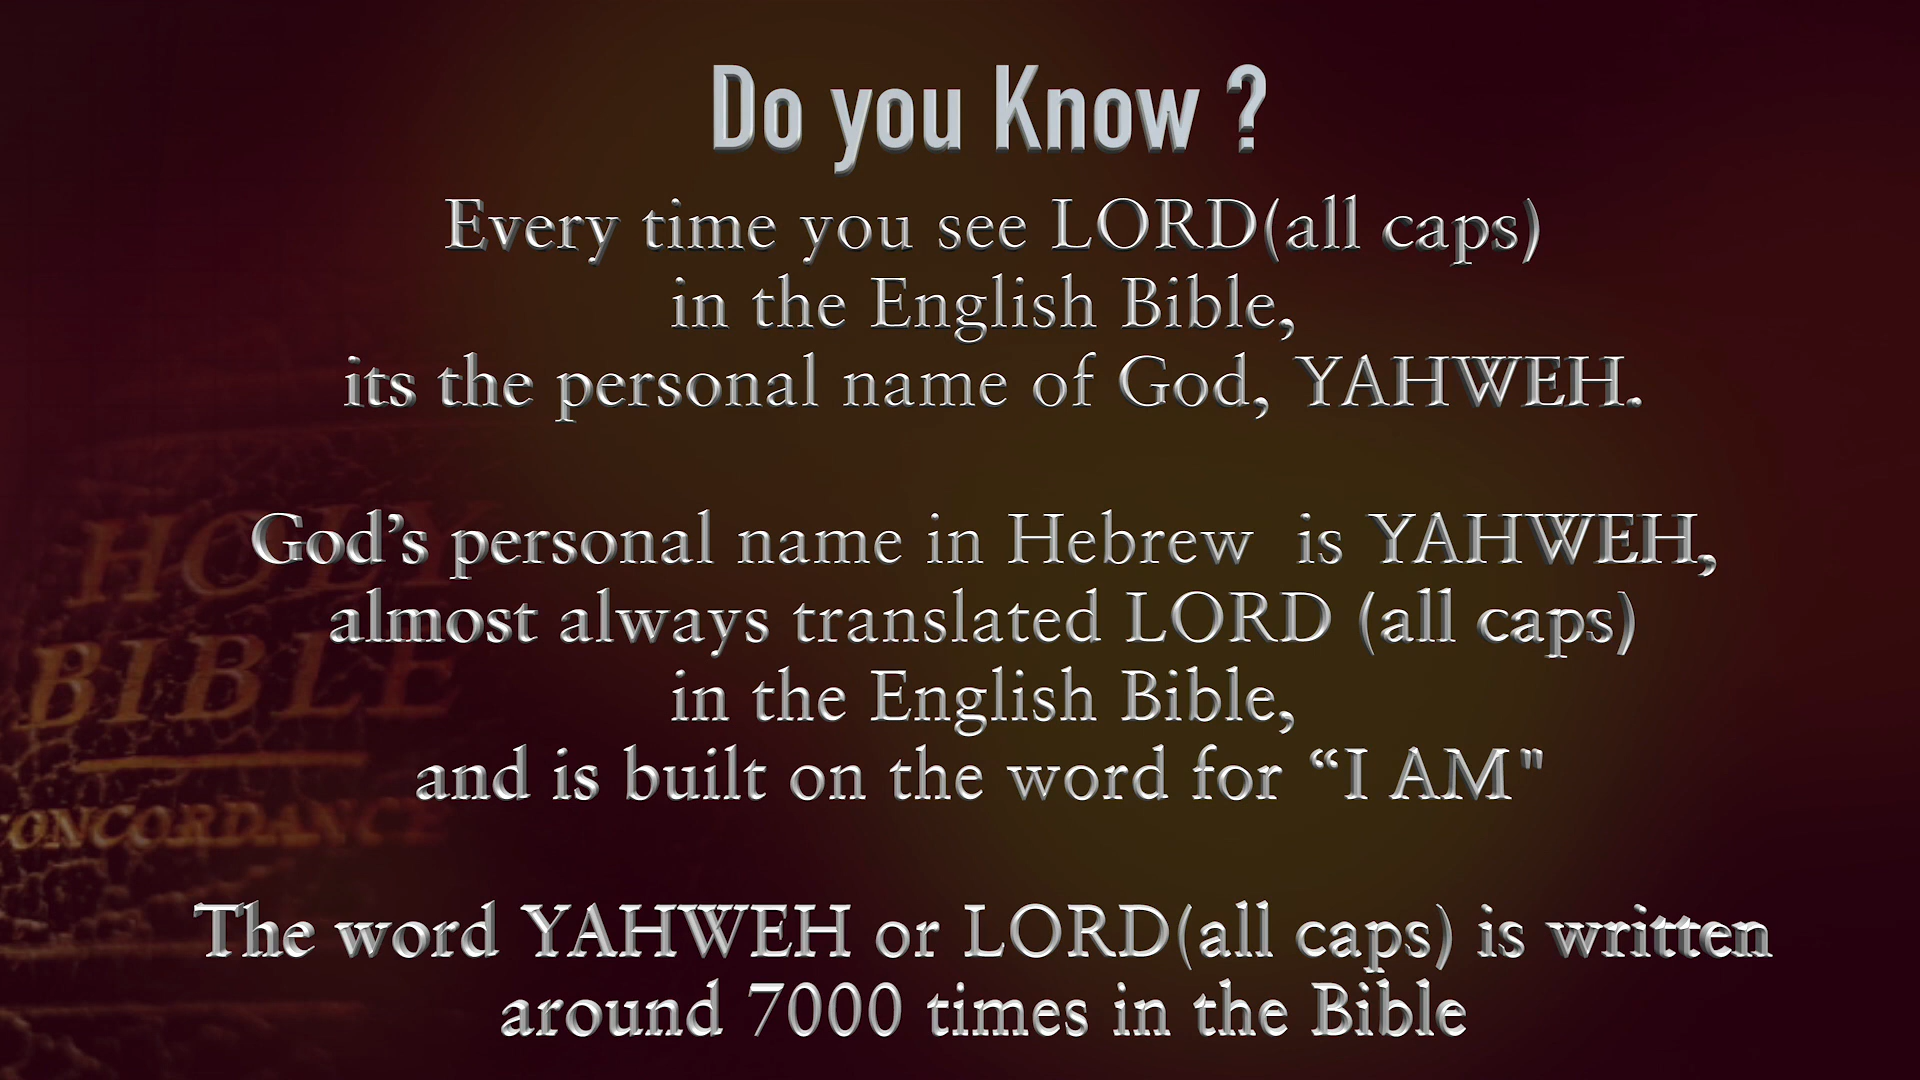 Do you Know ?
Every time you see LORD(all caps)
in the English Bible,
its the personal name of God, YAHWEH.
God’s personal name in Hebrew  is YAHWEH,
almost always translated LORD (all caps)
in the English Bible,
and is built on the word for “I AM"
The word YAHWEH or LORD(all caps) is written
around 7000 times in the Bible
HOLY
BIBLE
CONCORDANCE